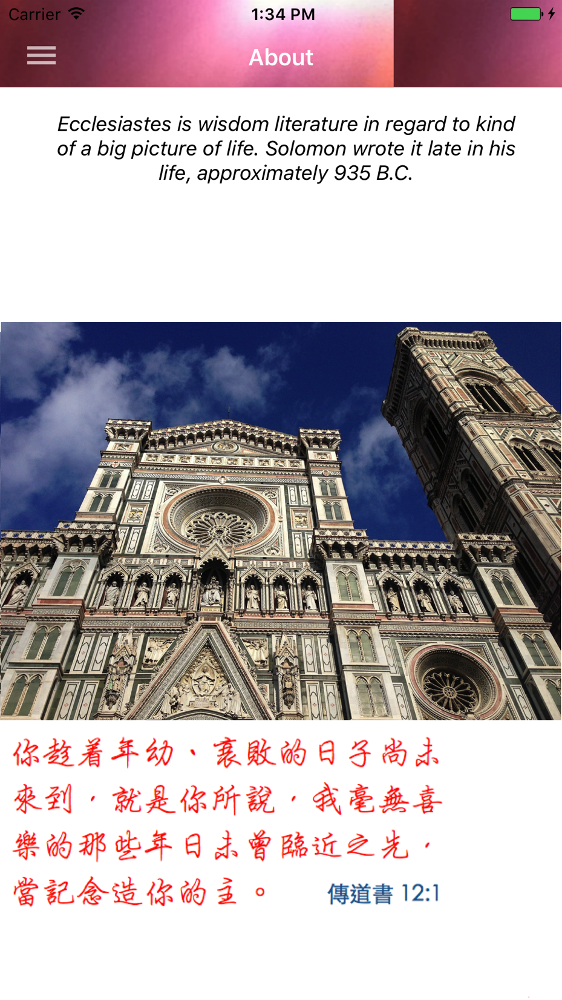 Carrier 1:34 PM
About
Ecclesiastes is wisdom literature in regard to kind
of a big picture of life. Solomon wrote it late in his
life, approximately 935 B.C.
你趁着年幼、衰敗的日子尚未
來到，就是你所說，我毫無喜
樂的那些年日未曾臨近之先，
當記念造你的主。 傳道書 12:1